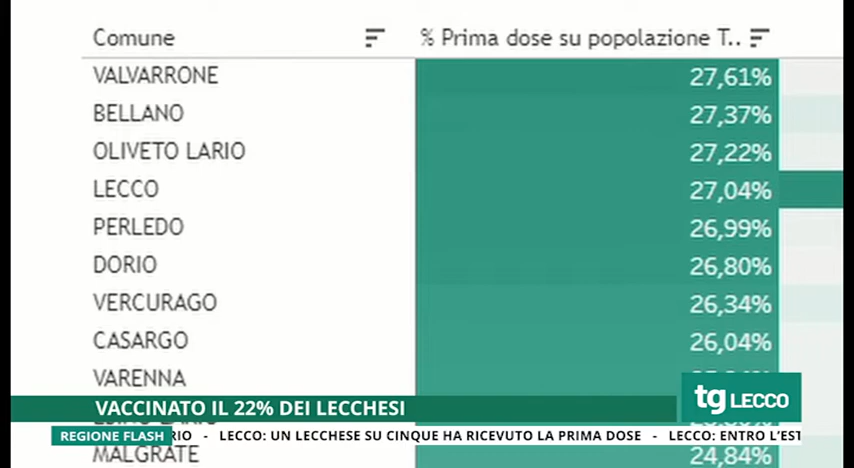 Comune % Prima dose su popolazione T..
VALVARRONE 27,61%
BELLANO 27,37%
OLIVETO LARIO 27,22%
LECCO 27,04%
PERLEDO 26,99%
DORIO 26,80%
VERCURAGO 26,34%
CASARGO 26,04%
VARENNA
VACCINATO IL 22% DEI LECCHESI
tg LECCO
REGIONE FLASH RIO - LECCO: UN LECCHESE SU CINQUE HA RICEVUTO LA PRIMA DOSE - LECCO: ENTRO L'EST
MALGRATE 24,84%